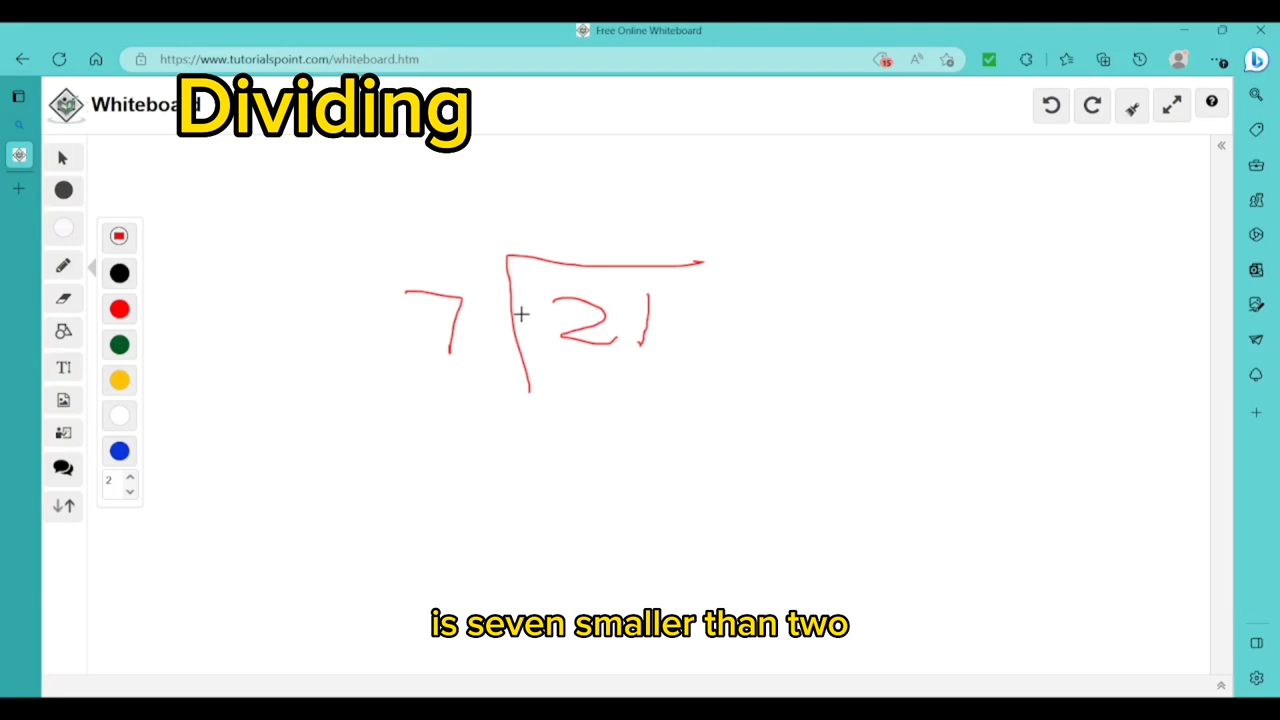 Free Online Whiteboard
https://www.tutorialspoint.com/whiteboard.htm
15
Whiteboard
Dividing
7 21
2
is seven smaller than two